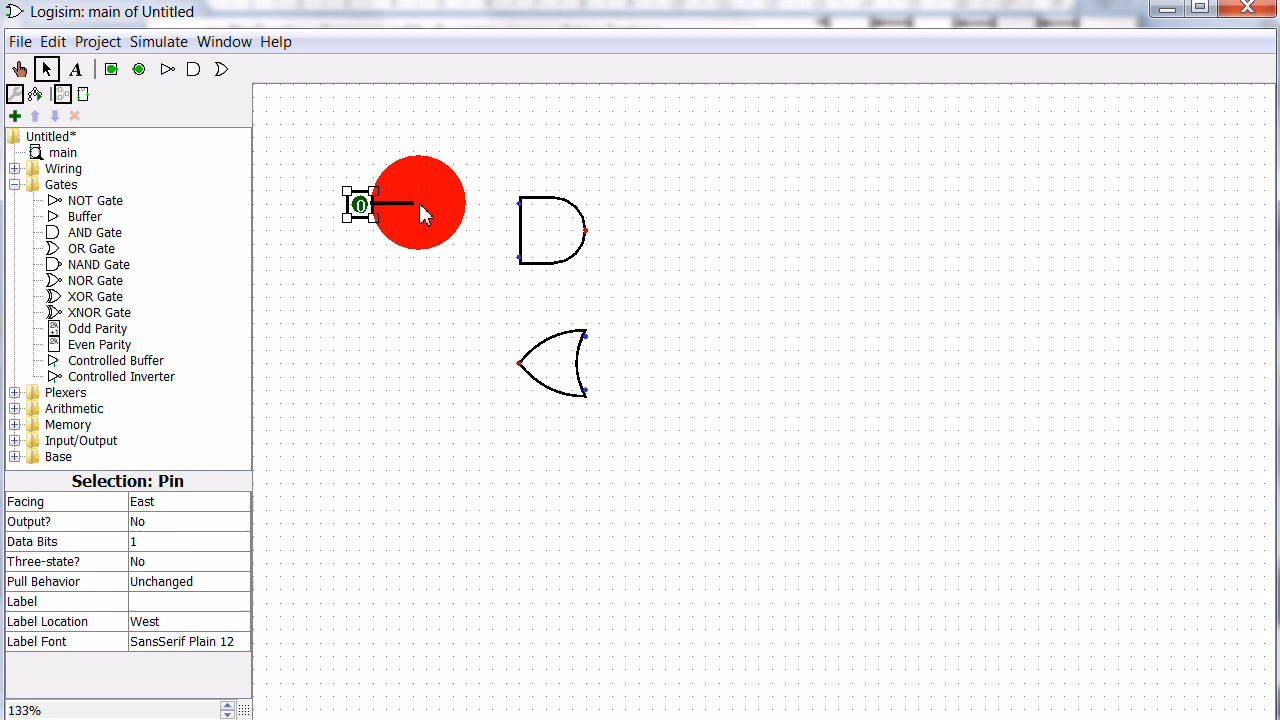 Logisim: main of Untitled
File Edit Project Simulate Window Help
A
Untitled*
main
Wiring
Gates
NOT Gate
Buffer
AND Gate
OR Gate
NAND Gate
NOR Gate
XOR Gate
XNOR Gate
Odd Parity
Even Parity
Controlled Buffer
Controlled Inverter
Plexers
Arithmetic
Memory
Input/Output
Base
0
Selection: Pin
Facing East
Output? No
Data Bits 1
Three-state? No
Pull Behavior Unchanged
Label
Label Location West
Label Font SansSerif Plain 12
133%